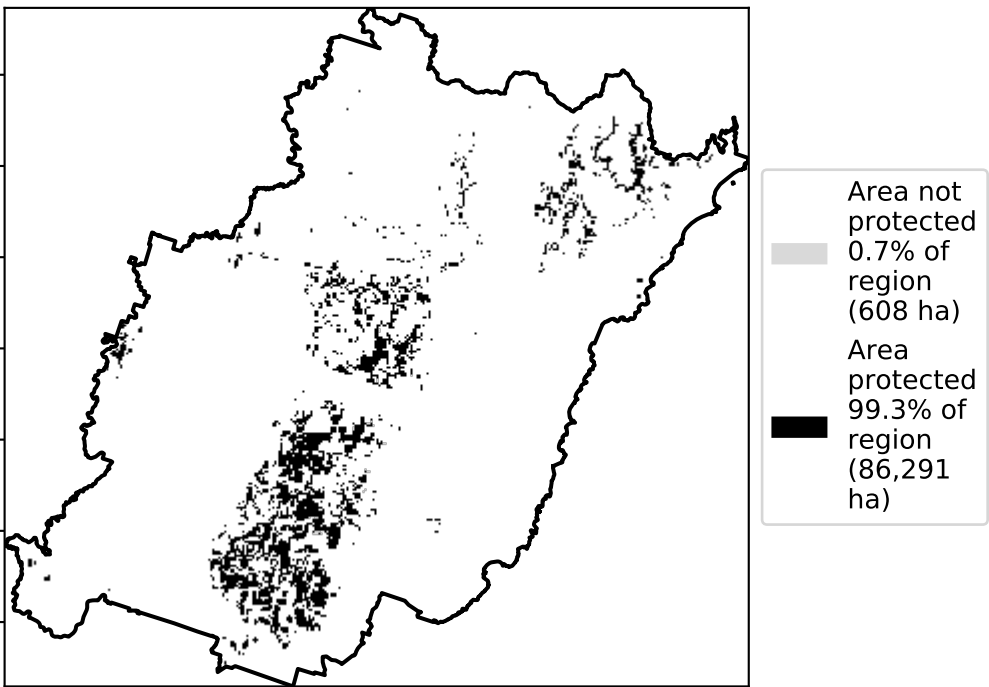 Area not
protected
0.7% of
region
(608 ha)
Area
protected
99.3% of
region
(86,291
ha)